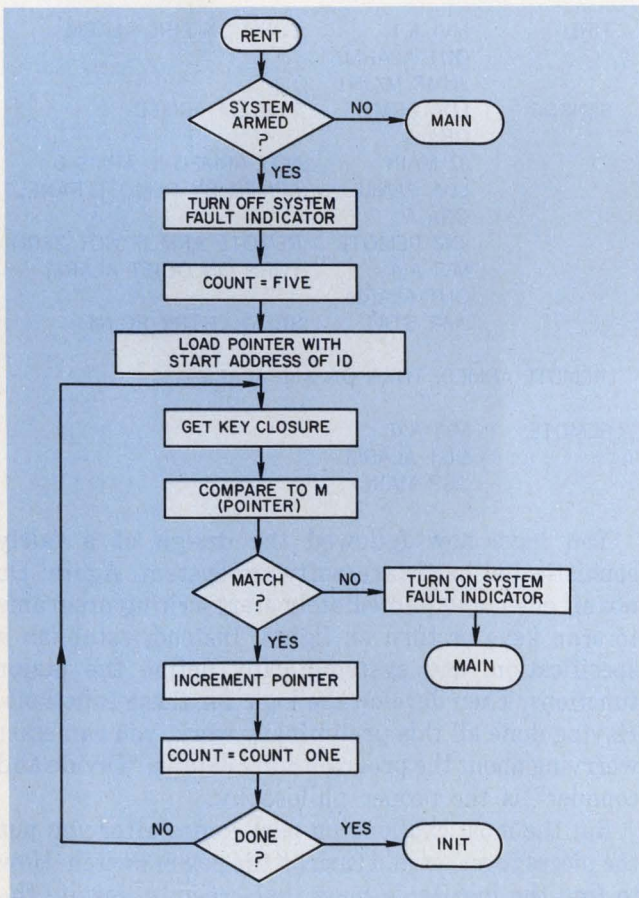 RENT
SYSTEM
ARMED
?
NO
MAIN
YES
TURN OFF SYSTEM
FAULT INDICATOR
COUNT = FIVE
LOAD POINTER WITH
START ADDRESS OF ID
GET KEY CLOSURE
COMPARE TO M
(POINTER)
MATCH
?
NO
TURN ON SYSTEM
FAULT INDICATOR
MAIN
YES
INCREMENT POINTER
COUNT = COUNT ONE
NO
DONE
?
YES
INIT